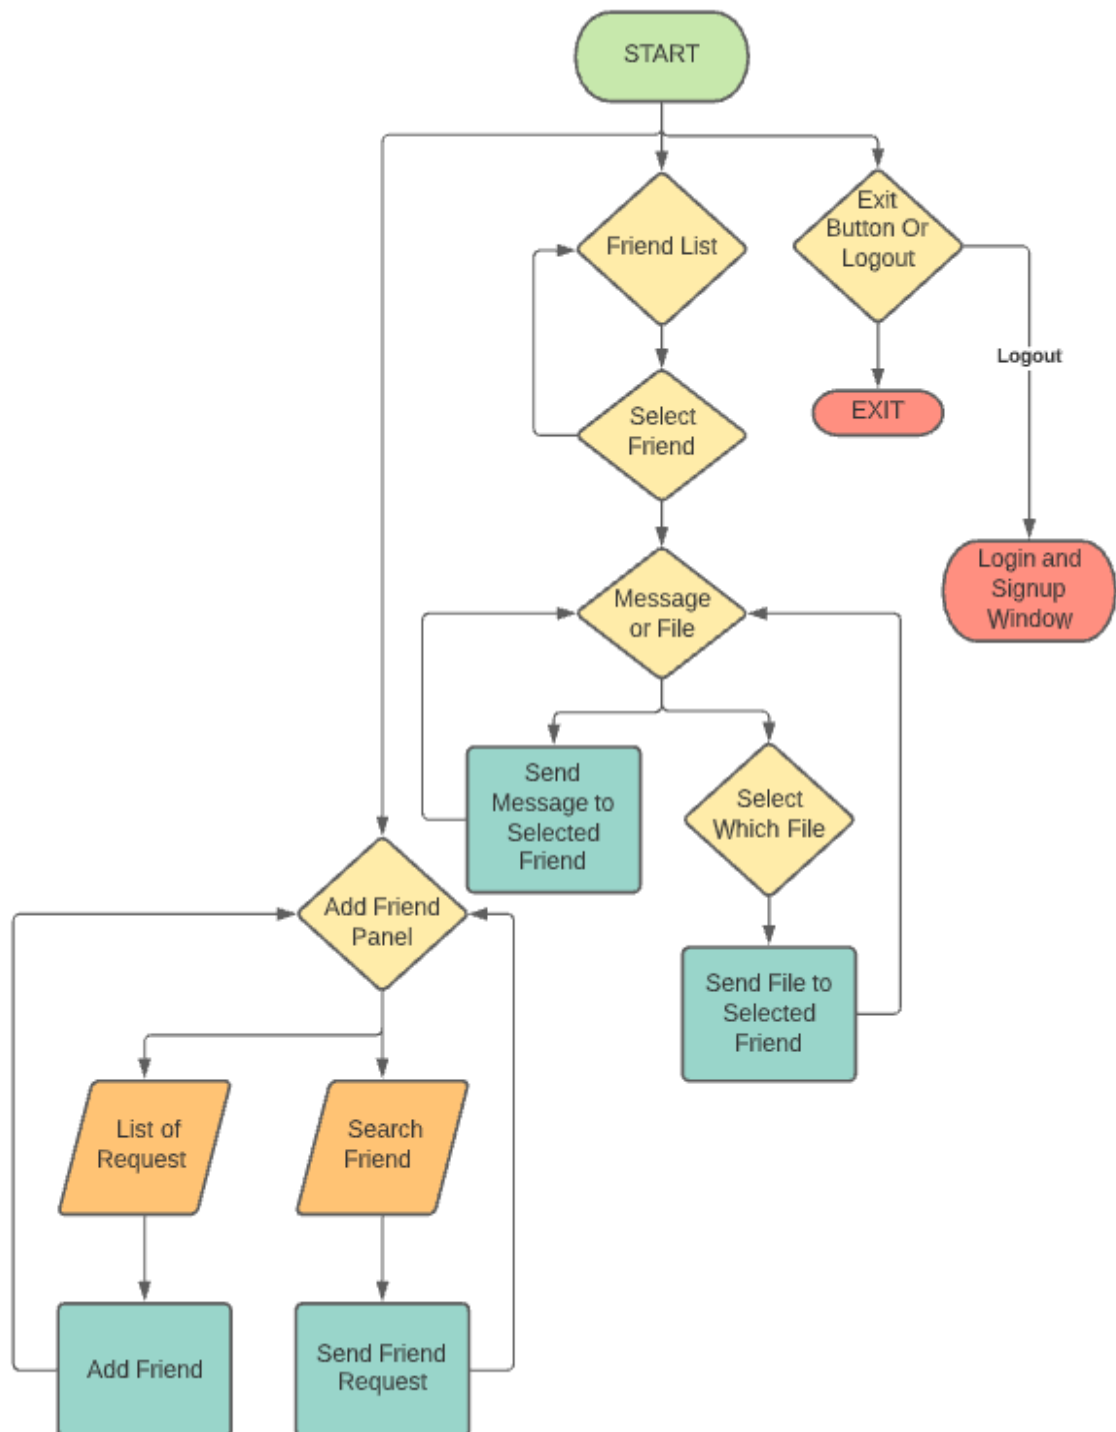 START
Friend List
Exit
Button Or
Logout
Logout
EXIT
Select
Friend
Login and
Signup
Window
Message
or File
Send
Message to
Selected
Friend
Select
Which File
Add Friend
Panel
Send File to
Selected
Friend
List of
Request
Search
Friend
Add Friend
Send Friend
Request